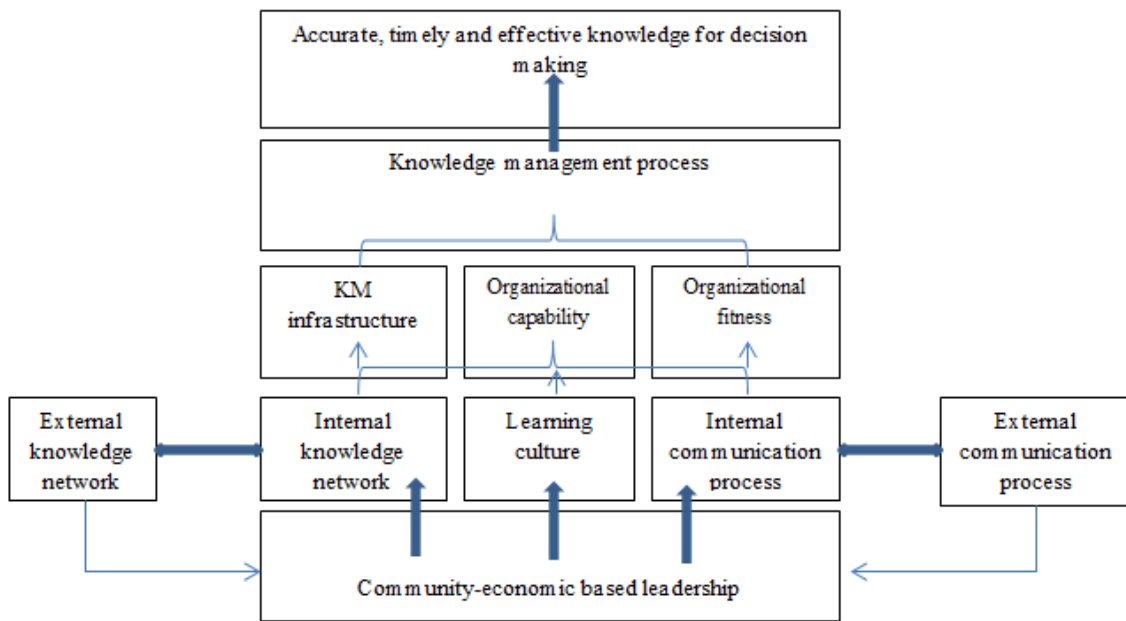 Accurate, timely and effective knowledge for decision
making
Knowledge management process
KM
infrastructure
Organizational
capability
Organizational
fitness
External
knowledge
network
Internal
knowledge
network
Learning
culture
Internal
communication
process
External
communication
process
Community-economic based leadership